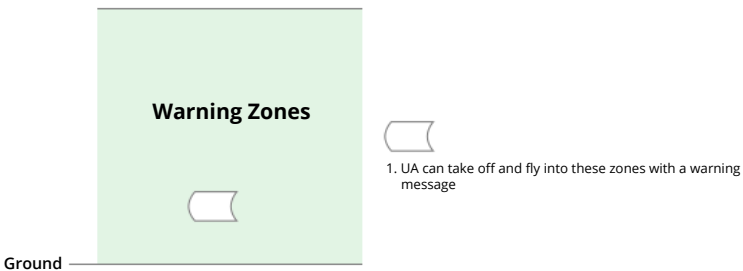 Warning Zones
1. UA can take off and fly into these zones with a warning
message
Ground